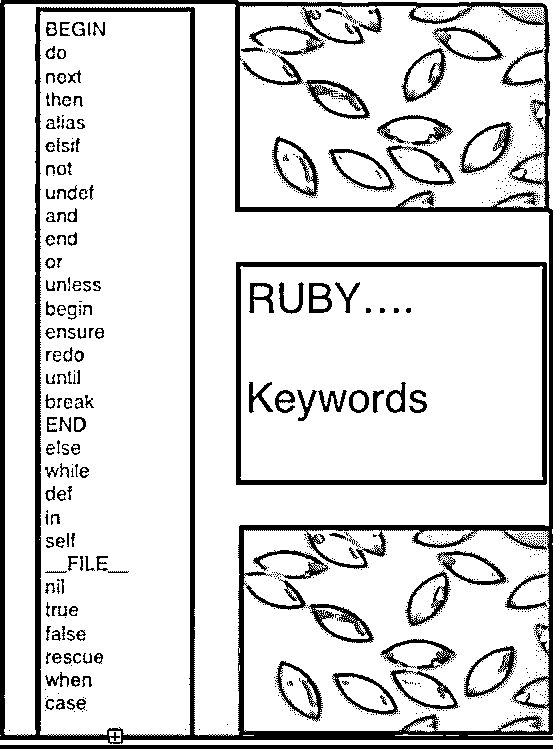 BEGIN
do
next
then
alias
elsif
not
undef
and
end
or
unless
begin
ensure
redo
until
break
END
else
while
def
in
self
__FILE__
nil
true
false
rescue
when
case
RUBY....
Keywords